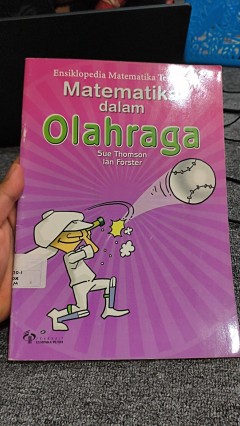 Ensiklopedia Matematika
Matematika
dalam
Olahraga
Sue Thomson
Ian Forster